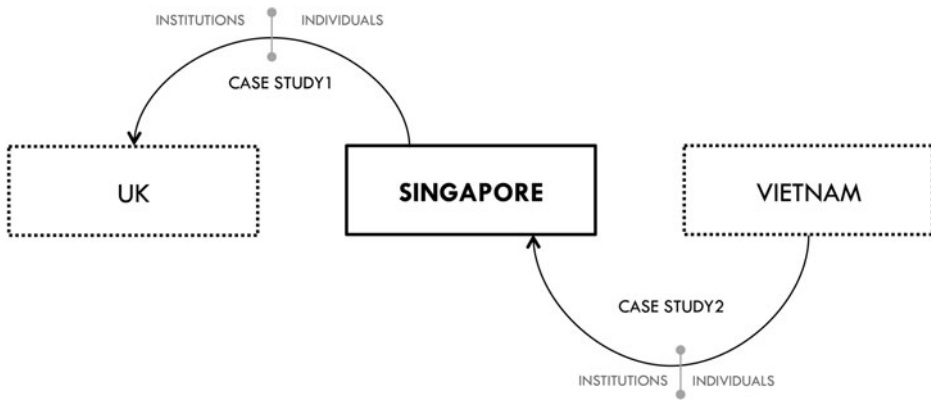 INSTITUTIONS INDIVIDUALS
CASE STUDY1
UK
SINGAPORE
VIETNAM
CASE STUDY2
INSTITUTIONS INDIVIDUALS